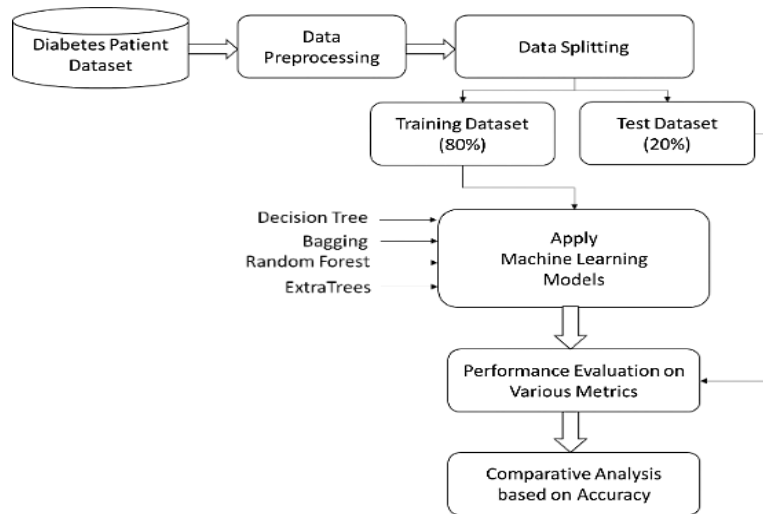 Diabetes Patient
Dataset
Data
Preprocessing
Data Splitting
Training Dataset
(80%)
Test Dataset
(20%)
Decision Tree
Bagging
Random Forest
ExtraTrees
Apply
Machine Learning
Models
Performance Evaluation on
Various Metrics
Comparative Analysis
based on Accuracy